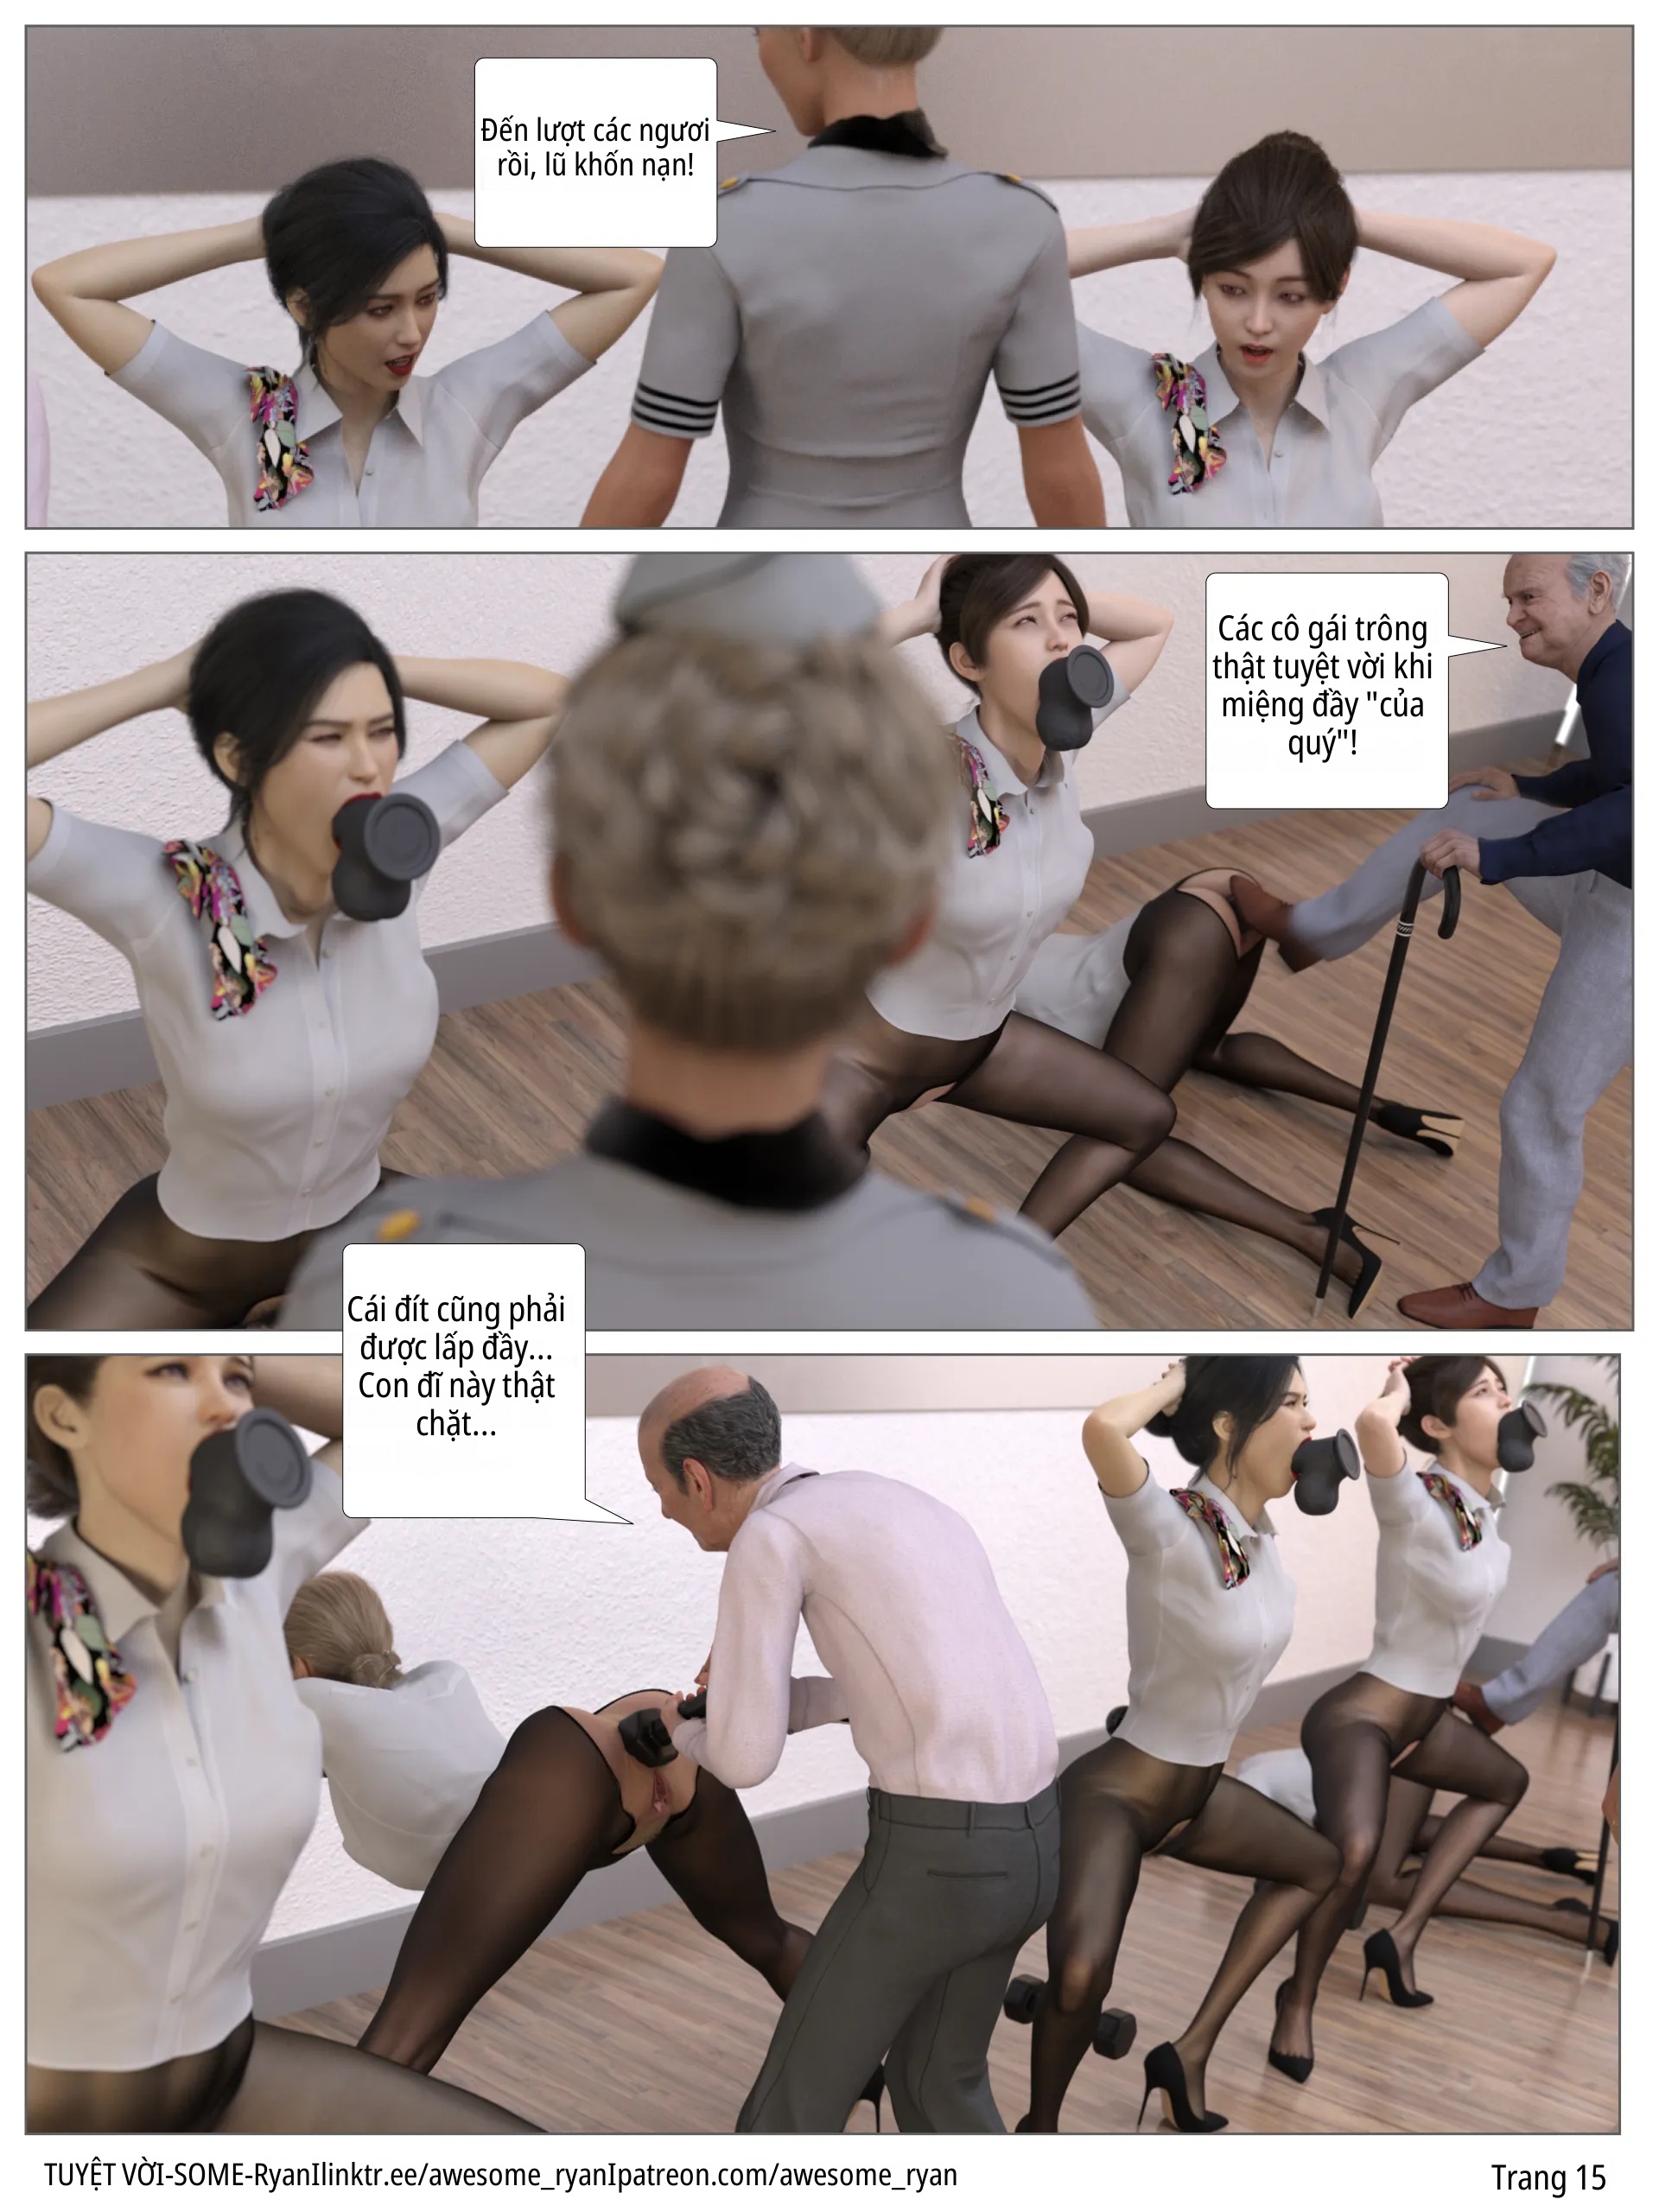 Đến lượt các ngươi
rồi, lũ khốn nạn!
Các cô gái trông
thật tuyệt vời khi
miệng đầy "của
quý"!
Cái đít cũng phải
được lấp đầy...
Con đĩ này thật
chặt...
TUYỆT VỜI-SOME-RyanIlinktr.ee/awesome_ryanIpatreon.com/awesome_ryan
Trang 15